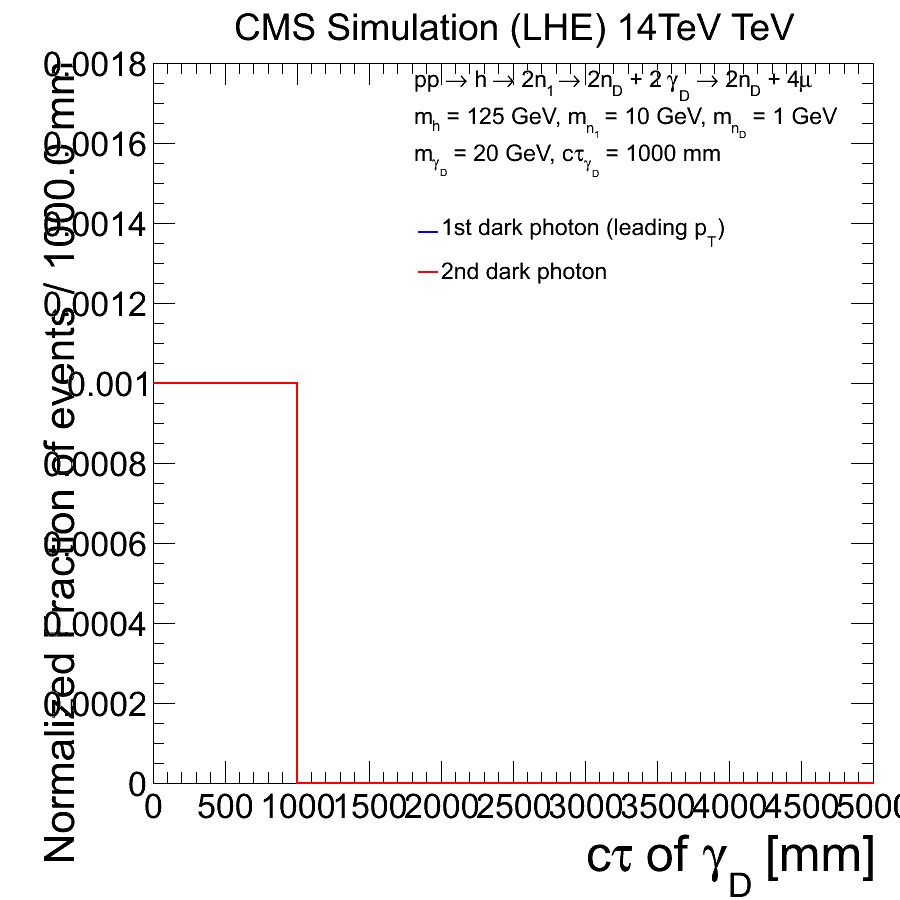 CMS Simulation (LHE) 14TeV TeV
pp → h → 2n1 → 2nD + 2 γD → 2nD + 4μ
mh = 125 GeV, mn1 = 10 GeV, mnD = 1 GeV
mγD = 20 GeV, cτγD = 1000 mm
1st dark photon (leading pT)
2nd dark photon
Normalized Fraction of events / 1000.0 mm
0.0018
0.0016
0.0014
0.0012
0.001
0.0008
0.0006
0.0004
0.0002
0
0 500 1000 1500 2000 2500 3000 3500 4000 4500 5000
cτ of γD [mm]